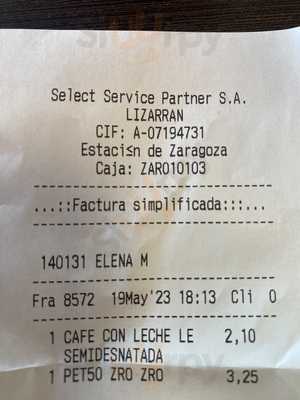 Select Service Partner S.A.
LIZARRAN
CIF: A-07194731
Estaci≤n de Zaragoza
Caja: ZAR010103
...::Factura simplificada:::...
140131 ELENA M
Fra 8572 19May'23 18:13 Cli 0
1 CAFE CON LECHE LE 2,10
SEMIDESNATADA
1 PET50 ZRO ZRO 3,25